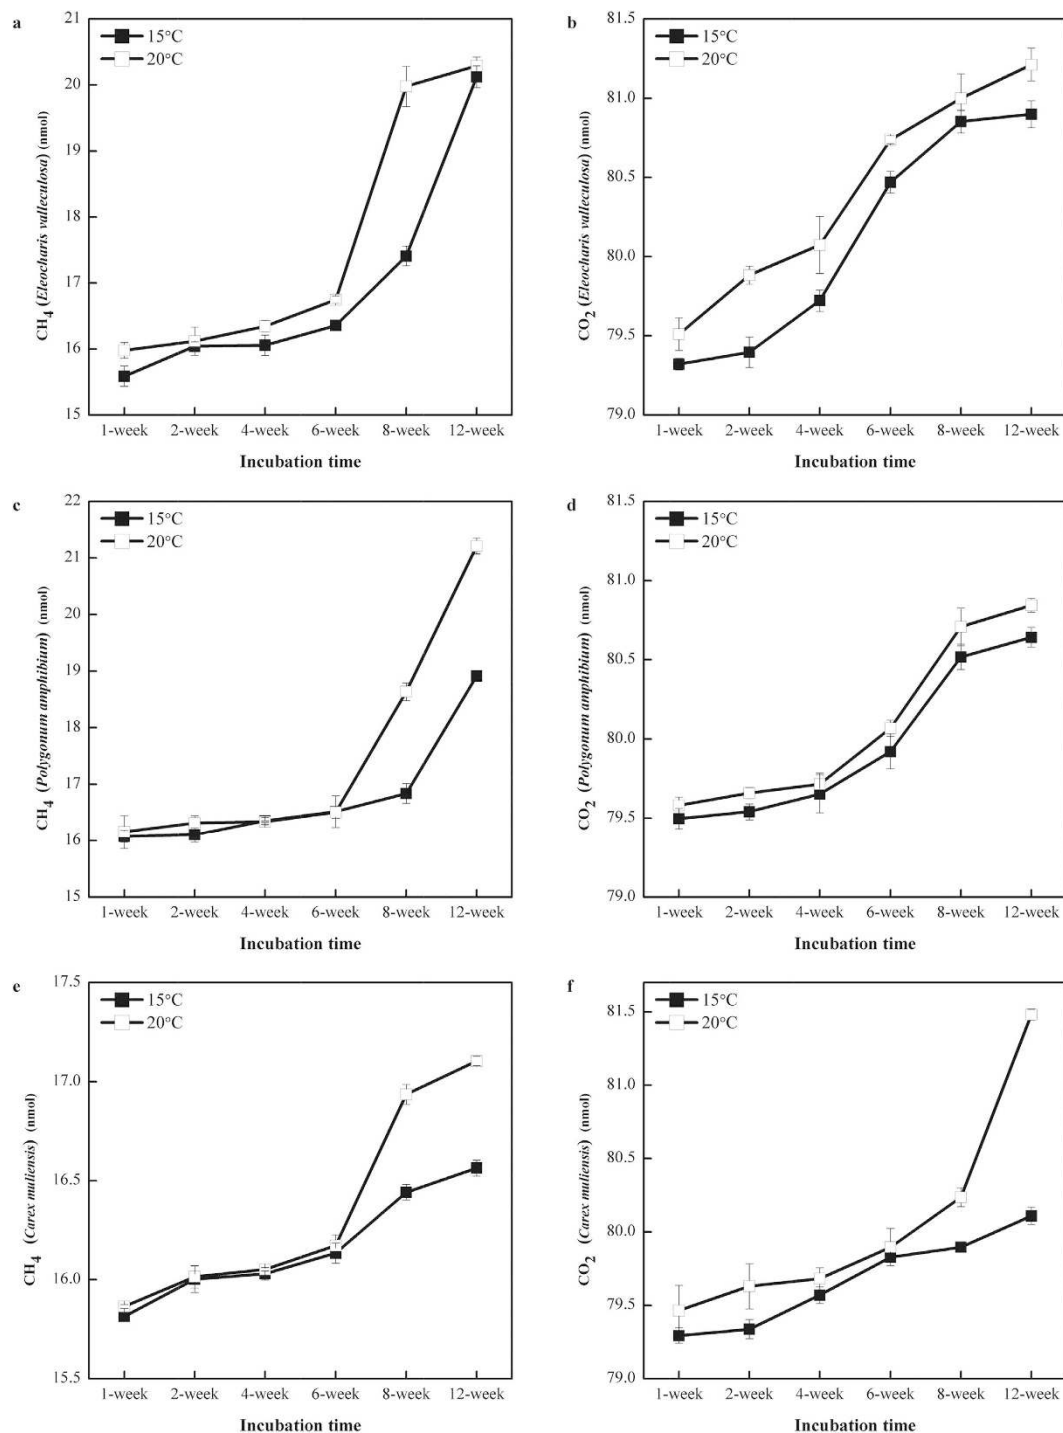 a
21
20
19
18
17
16
15
15°C
20°C
CH4 (Eleocharis valleculosa) (nmol)
1-week 2-week 4-week 6-week 8-week 12-week
Incubation time
b
81.5
81.0
80.5
80.0
79.5
79.0
15°C
20°C
CO2 (Eleocharis valleculosa) (nmol)
1-week 2-week 4-week 6-week 8-week 12-week
Incubation time
c
22
21
20
19
18
17
16
15
15°C
20°C
CH4 (Polygonum amphibium) (nmol)
1-week 2-week 4-week 6-week 8-week 12-week
Incubation time
d
81.5
81.0
80.5
80.0
79.5
79.0
15°C
20°C
CO2 (Polygonum amphibium) (nmol)
1-week 2-week 4-week 6-week 8-week 12-week
Incubation time
e
17.5
17.0
16.5
16.0
15.5
15°C
20°C
CH4 (Carex muliensis) (nmol)
1-week 2-week 4-week 6-week 8-week 12-week
Incubation time
f
81.5
81.0
80.5
80.0
79.5
79.0
15°C
20°C
CO2 (Carex muliensis) (nmol)
1-week 2-week 4-week 6-week 8-week 12-week
Incubation time